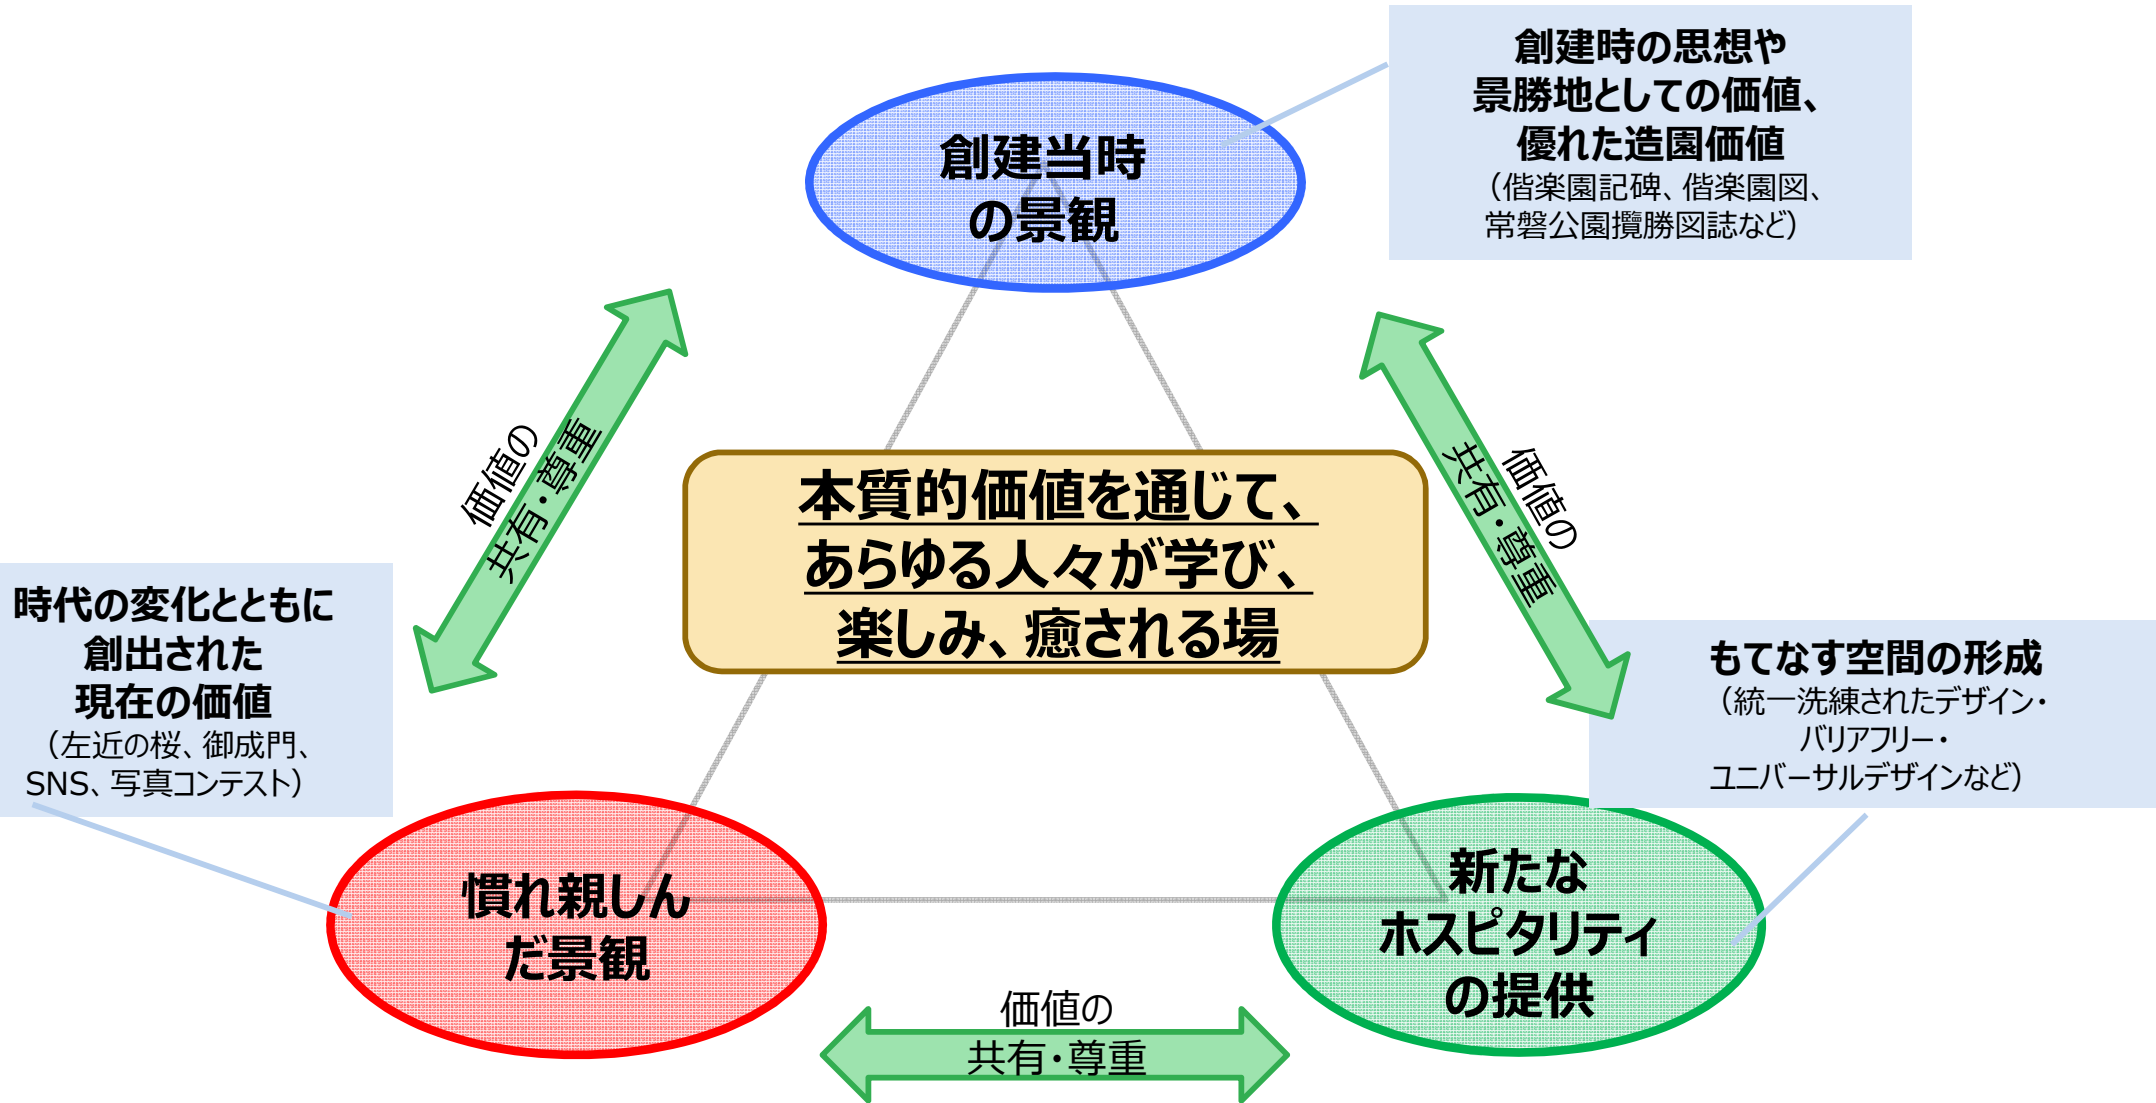 創建時の思想や
景勝地としての価値、
優れた造園価値
（偕楽園記碑、偕楽園図、
常磐公園攬勝図誌など）
創建当時
の景観
価値の
共有・尊重
価値の
共有・尊重
本質的価値を通じて、
あらゆる人々が学び、
楽しみ、癒される場
時代の変化とともに
創出された
現在の価値
（左近の桜、御成門、
SNS、写真コンテスト）
もてなす空間の形成
（統一洗練されたデザイン・
バリアフリー・
ユニバーサルデザインなど）
慣れ親しん
だ景観
新たな
ホスピタリティ
の提供
価値の
共有・尊重